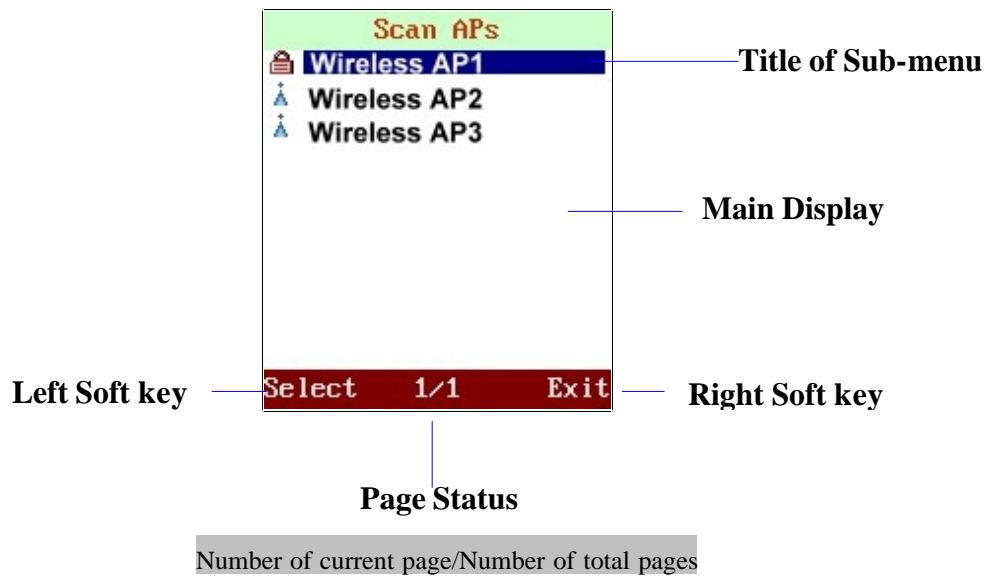 Scan APs
Wireless AP1
Title of Sub-menu
Wireless AP2
Wireless AP3
Main Display
Left Soft key
Select 1/1 Exit
Right Soft key
Page Status
Number of current page/Number of total pages